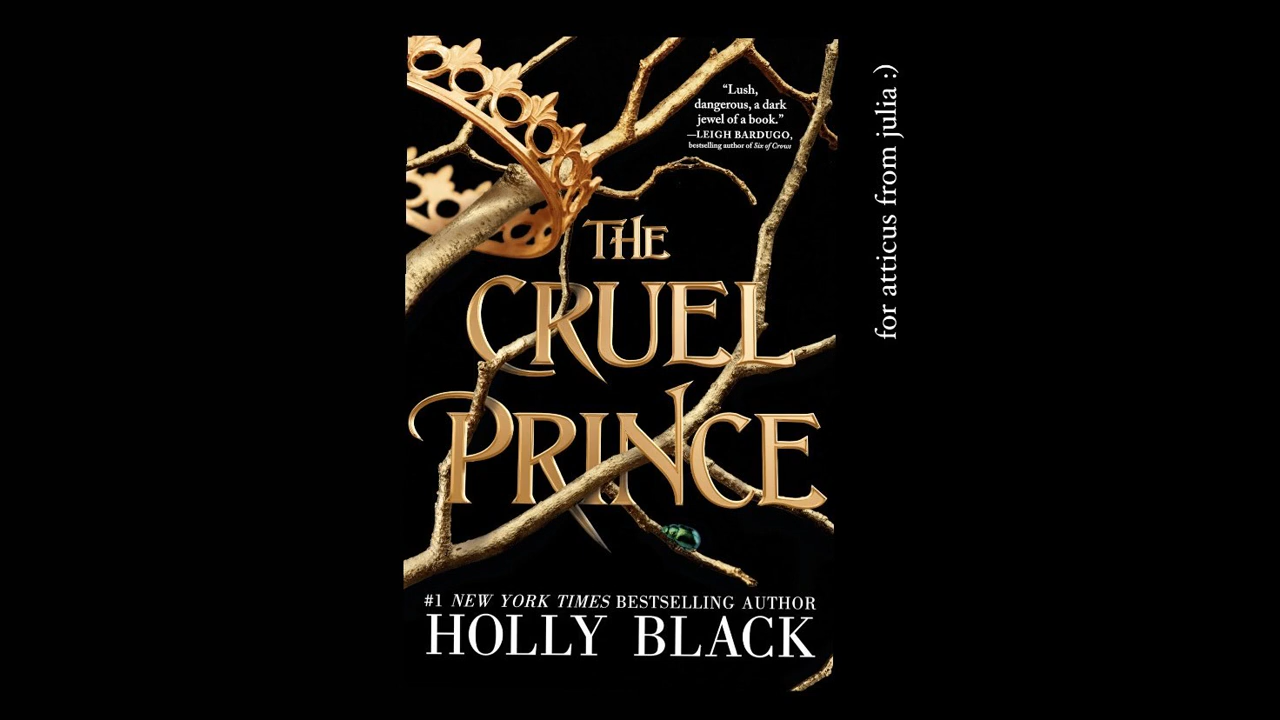 “Lush,
dangerous, a dark
jewel of a book.”
—LEIGH BARDUGO,
bestselling author of Six of Crows
THE
CRUEL
PRINCE
#1 NEW YORK TIMES BESTSELLING AUTHOR
HOLLY BLACK
for atticus from julia :)